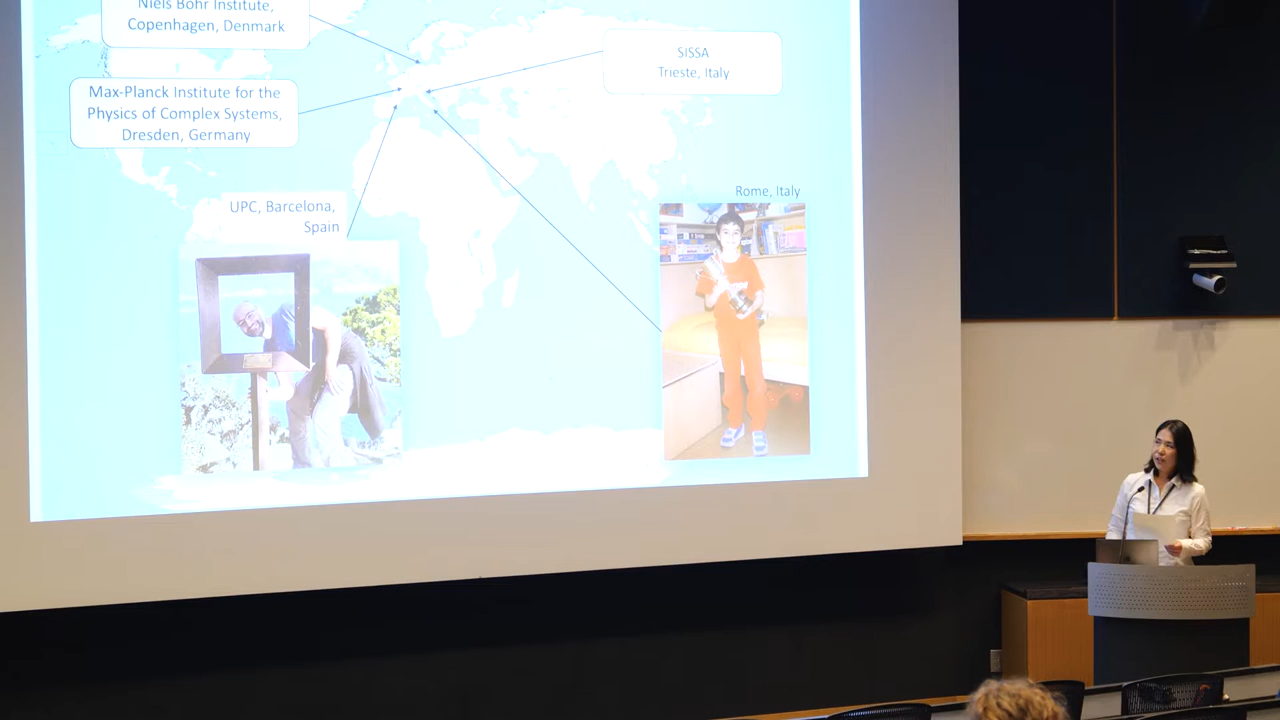 Niels Bohr Institute,
Copenhagen, Denmark
SISSA
Trieste, Italy
Max-Planck Institute for the
Physics of Complex Systems,
Dresden, Germany
Rome, Italy
UPC, Barcelona,
Spain